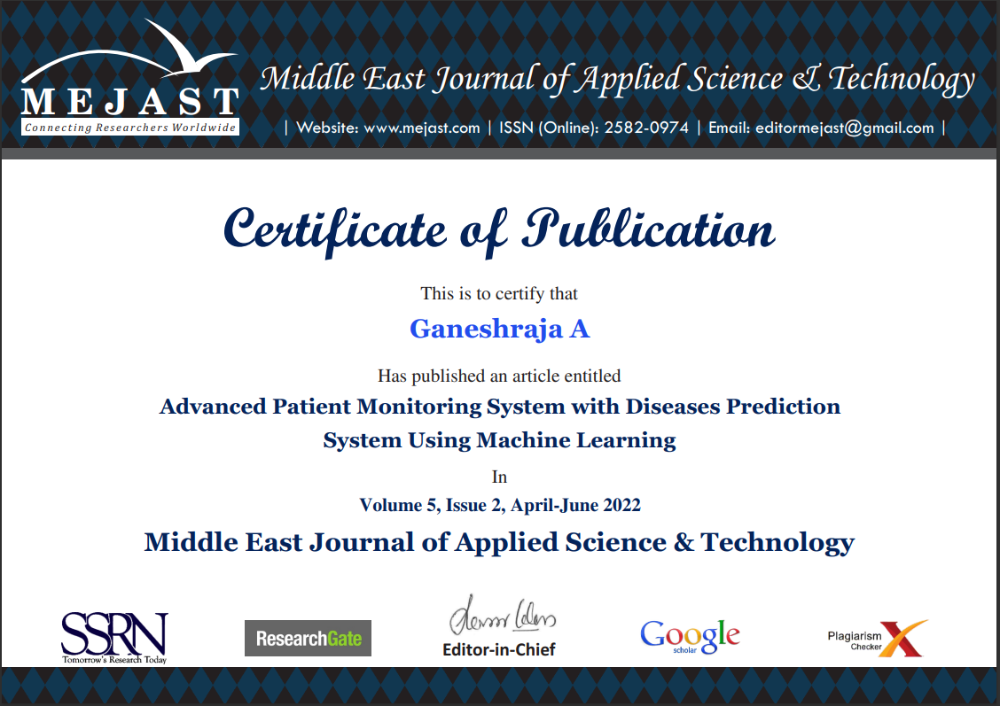 MEJAST
Connecting Researchers Worldwide
Middle East Journal of Applied Science & Technology
| Website: www.mejast.com | ISSN (Online): 2582-0974 | Email: editormejast@gmail.com |
Certificate of Publication
This is to certify that
Ganeshraja A
Has published an article entitled
Advanced Patient Monitoring System with Diseases Prediction
System Using Machine Learning
In
Volume 5, Issue 2, April-June 2022
Middle East Journal of Applied Science & Technology
SSRN
Tomorrow's Research Today
ResearchGate
Editor-in-Chief
Google
scholar
Plagiarism
Checker X